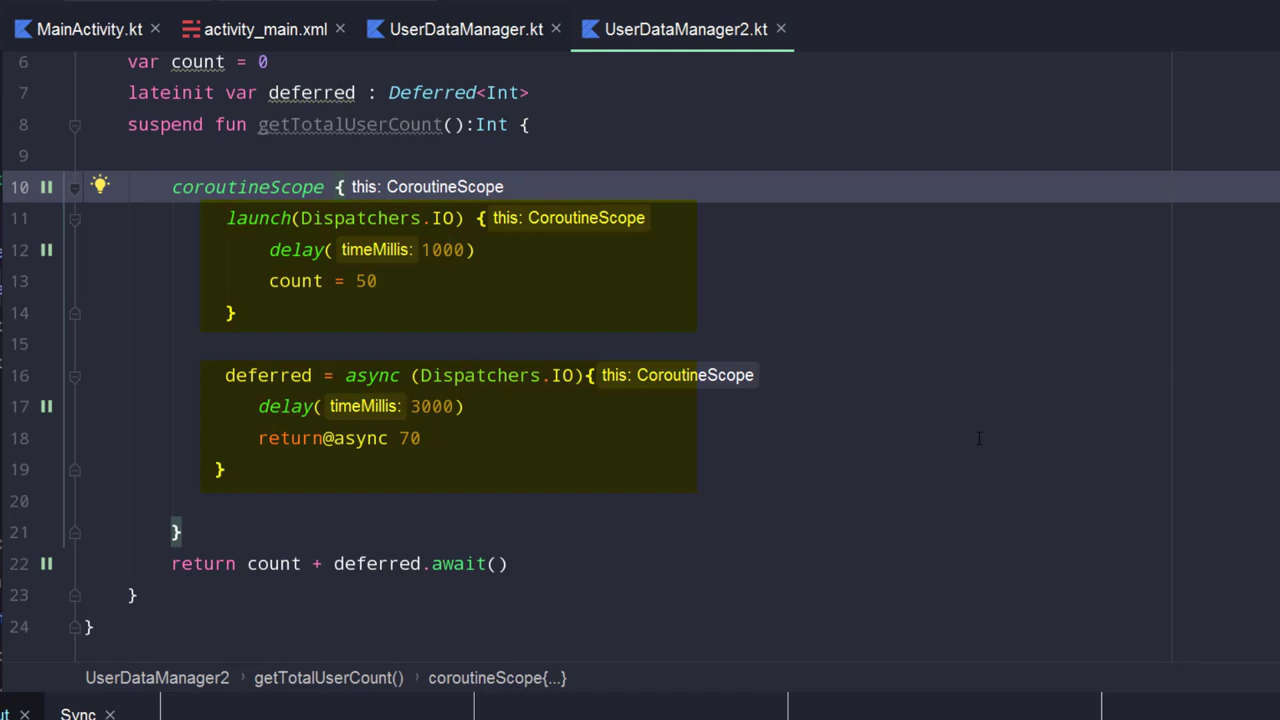 MainActivity.kt × activity_main.xml × UserDataManager.kt × UserDataManager2.kt ×
6 var count = 0
7 lateinit var deferred : Deferred<Int>
8 suspend fun getTotalUserCount():Int {
9
10 coroutineScope { this: CoroutineScope
11 launch(Dispatchers.IO) { this: CoroutineScope
12 delay( timeMillis: 1000)
13 count = 50
14 }
15
16 deferred = async (Dispatchers.IO){ this: CoroutineScope
17 delay( timeMillis: 3000)
18 return@async 70
19 }
20
21 }
22 return count + deferred.await()
23 }
24 }
UserDataManager2 › getTotalUserCount() › coroutineScope{...}
× Sync ×